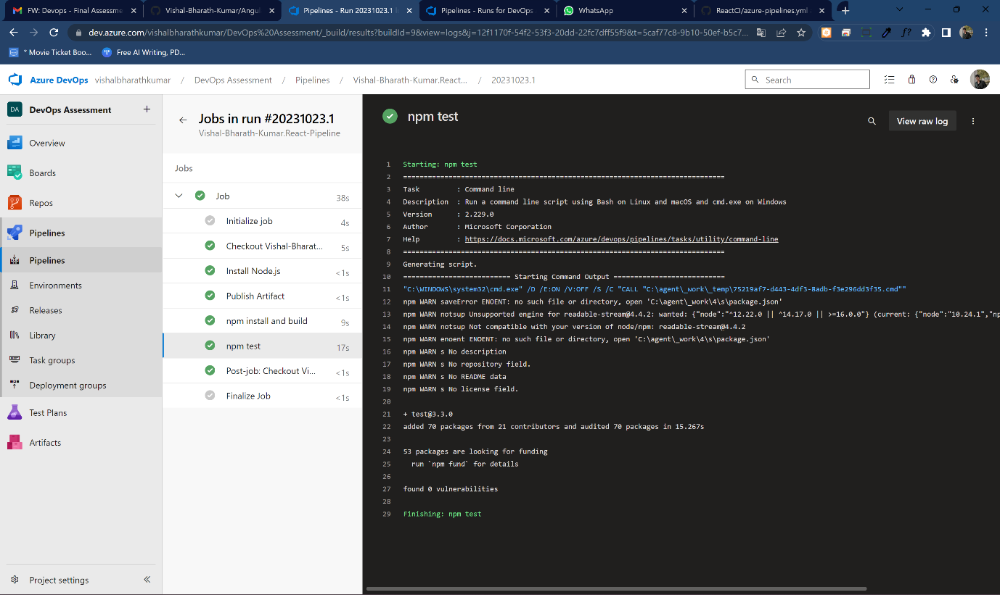 FW: Devops - Final Assessme
Vishal-Bharath-Kumar/Angul
Pipelines - Run 20231023.1
Pipelines - Runs for DevOps
WhatsApp
ReactCI/azure-pipelines.yml
dev.azure.com/vishalbharathkumar/DevOps%20Assessment/_build/results?buildId=9&view=logs&j=12f1170f-54f2-53f3-20dd-22fc7dff55f9&t=5caf77c8-9b10-50ef-b5c7...
* Movie Ticket Boo...
Free AI Writing, PD...
Azure DevOps vishalbharathkumar / DevOps Assessment / Pipelines / Vishal-Bharath-Kumar.React... / 20231023.1
Search
DA DevOps Assessment
Overview
Boards
Repos
Pipelines
Pipelines
Environments
Releases
Library
Task groups
Deployment groups
Test Plans
Artifacts
Project settings
Jobs in run #20231023.1
Vishal-Bharath-Kumar.React-Pipeline
Jobs
Job 38s
Initialize job 4s
Checkout Vishal-Bharat... 5s
Install Node.js <1s
Publish Artifact <1s
npm install and build 9s
npm test 17s
Post-job: Checkout Vi... <1s
Finalize Job <1s
npm test
View raw log
1 Starting: npm test
2 ==============================================================================
3 Task : Command line
4 Description : Run a command line script using Bash on Linux and macOS and cmd.exe on Windows
5 Version : 2.229.0
6 Author : Microsoft Corporation
7 Help : https://docs.microsoft.com/azure/devops/pipelines/tasks/utility/command-line
8 ==============================================================================
9 Generating script.
10 ========================== Starting Command Output ===========================
11 "C:\WINDOWS\system32\cmd.exe" /D /E:ON /V:OFF /S /C "CALL "C:\agent\_work\_temp\75219af7-d443-4df3-8adb-f3e296dd3f35.cmd""
12 npm WARN saveError ENOENT: no such file or directory, open 'C:\agent\_work\4\s\package.json'
13 npm WARN notsup Unsupported engine for readable-stream@4.4.2: wanted: {"node":"^12.22.0 || ^14.17.0 || >=16.0.0"} (current: {"node":"10.24.1","np
14 npm WARN notsup Not compatible with your version of node/npm: readable-stream@4.4.2
15 npm WARN enoent ENOENT: no such file or directory, open 'C:\agent\_work\4\s\package.json'
16 npm WARN s No description
17 npm WARN s No repository field.
18 npm WARN s No README data
19 npm WARN s No license field.
20
21 + test@3.3.0
22 added 70 packages from 21 contributors and audited 70 packages in 15.267s
23
24 53 packages are looking for funding
25 run `npm fund` for details
26
27 found 0 vulnerabilities
28
29 Finishing: npm test